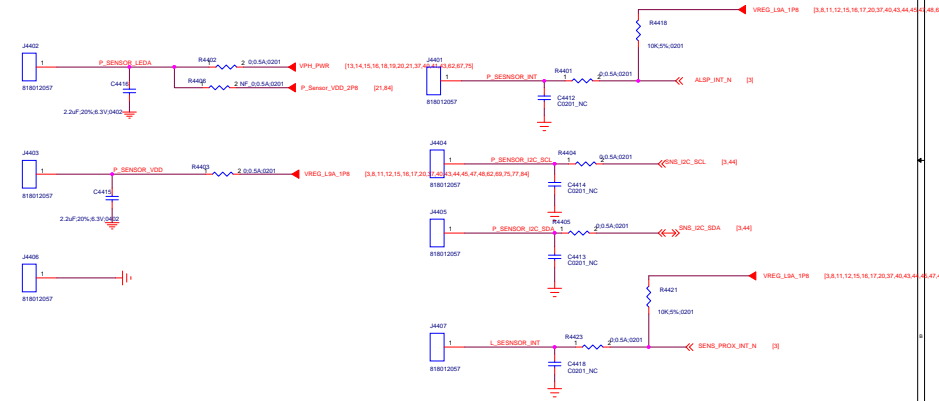 VREG_L9A_1P8 [3,8,11,12,15,16,17,20,37,40,43,44,45,47,48,6
R4418
10K;5%;0201
J4402
1
818012057
P_SENSOR_LEDA
C4416
2.2uF;20%;6.3V;0402
R4402
1
2 0;0.5A;0201
VPH_PWR [13,14,15,16,18,19,20,21,37,40,41,43,62,67,75]
R4406
1
2 NF_0;0.5A;0201
P_Sensor_VDD_2P8 [21,84]
J4401
1
818012057
P_SESNSOR_INT
R4401
1
2 0;0.5A;0201
ALSP_INT_N [3]
C4412
C0201_NC
J4403
1
818012057
P_SENSOR_VDD
C4415
2.2uF;20%;6.3V;0402
R4403
1
2 0;0.5A;0201
VREG_L9A_1P8 [3,8,11,12,15,16,17,20,37,40,43,44,45,47,48,62,69,75,77,84]
J4404
1
818012057
P_SENSOR_I2C_SCL
R4404
1
2 0;0.5A;0201
SNS_I2C_SCL [3,44]
C4414
C0201_NC
J4405
1
818012057
P_SENSOR_I2C_SDA
R4405
1
2 0;0.5A;0201
SNS_I2C_SDA [3,44]
C4413
C0201_NC
J4406
1
818012057
VREG_L9A_1P8 [3,8,11,12,15,16,17,20,37,40,43,44,45,47,4
R4421
10K;5%;0201
J4407
1
818012057
L_SESNSOR_INT
R4423
1
2 0;0.5A;0201
SENS_PROX_INT_N [3]
C4418
C0201_NC
B